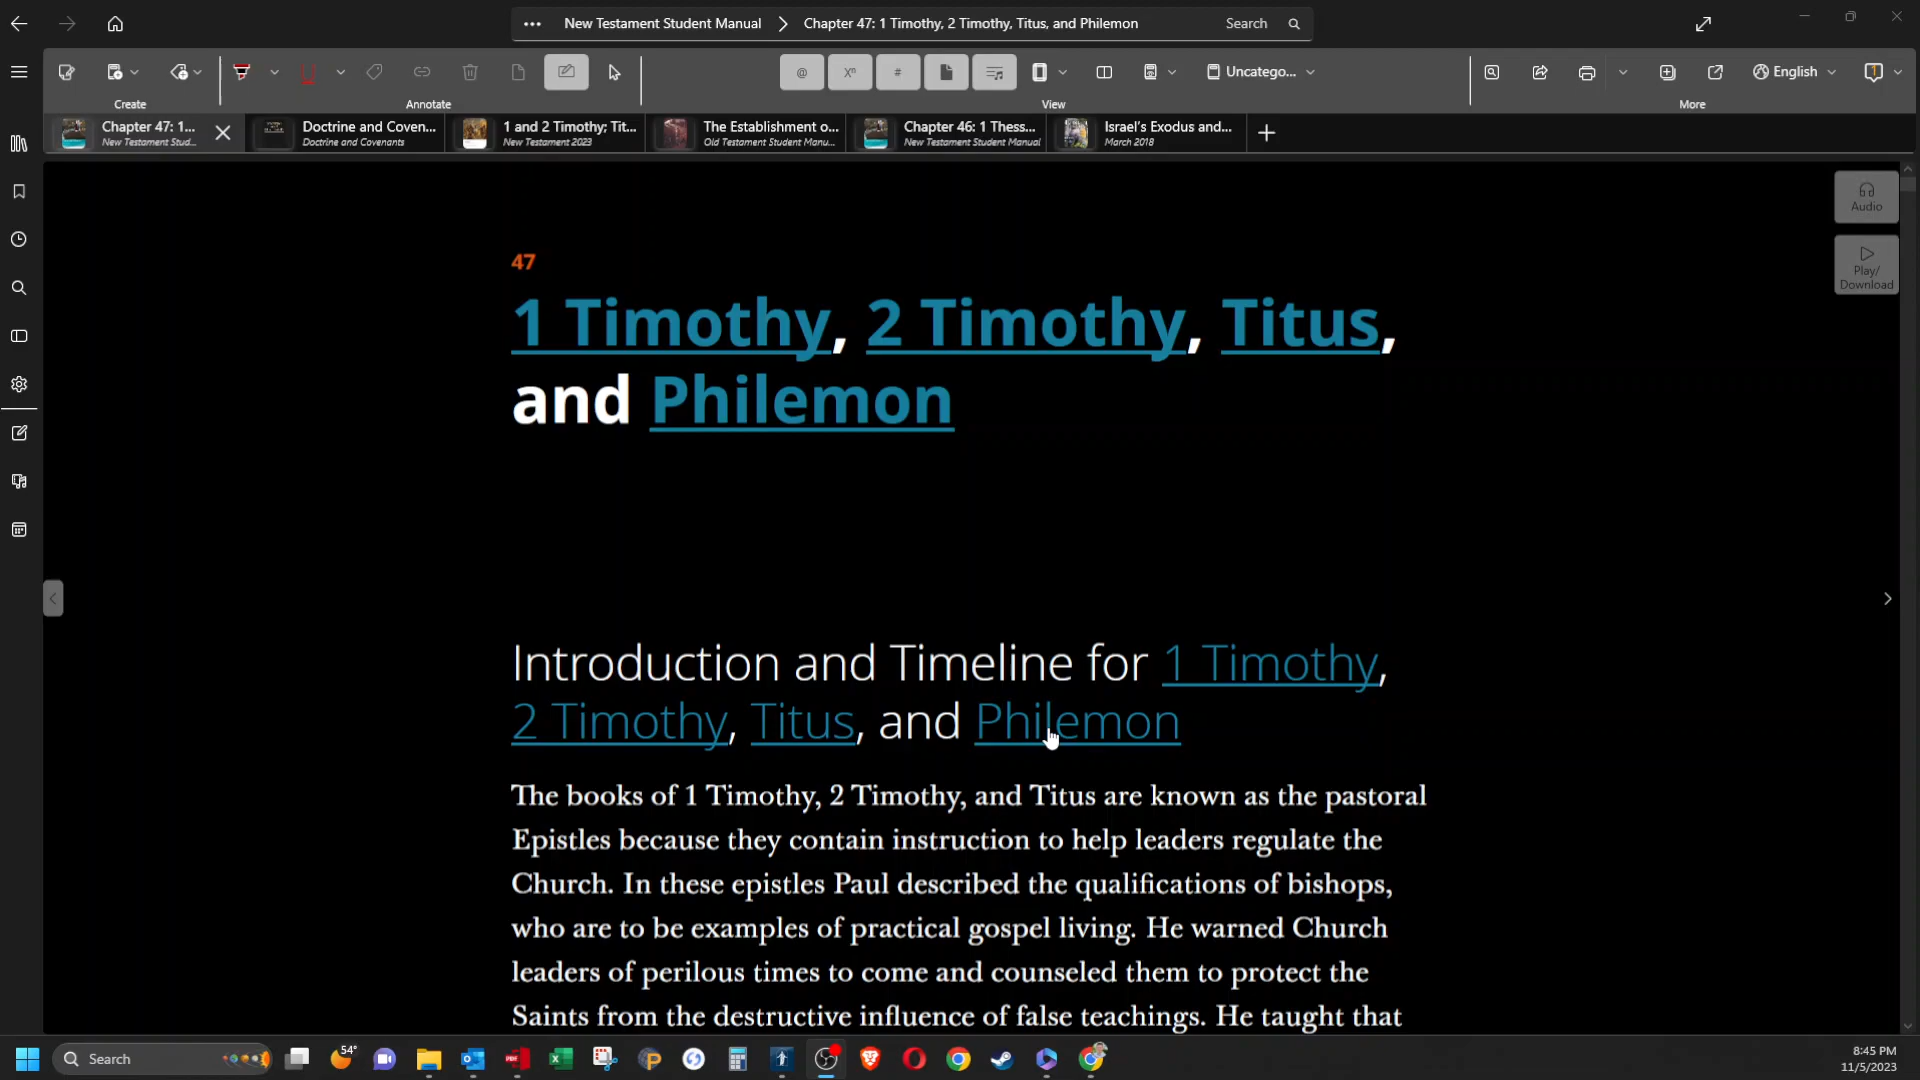 New Testament Student Manual
Chapter 47: 1 Timothy, 2 Timothy, Titus, and Philemon
Search
@
Xⁿ
#
Uncatego...
English
1
Create
Annotate
View
More
Chapter 47: 1...
New Testament Stud...
Doctrine and Coven...
Doctrine and Covenants
1 and 2 Timothy; Tit...
New Testament 2023
The Establishment o...
Old Testament Student Manu...
Chapter 46: 1 Thess...
New Testament Student Manual
Israel's Exodus and...
March 2018
Audio
Play/
Download
47
1 Timothy, 2 Timothy, Titus,
and Philemon
Introduction and Timeline for 1 Timothy,
2 Timothy, Titus, and Philemon
The books of 1 Timothy, 2 Timothy, and Titus are known as the pastoral
Epistles because they contain instruction to help leaders regulate the
Church. In these epistles Paul described the qualifications of bishops,
who are to be examples of practical gospel living. He warned Church
leaders of perilous times to come and counseled them to protect the
Saints from the destructive influence of false teachings. He taught that
Search
54°
PDF
8:45 PM
11/5/2023